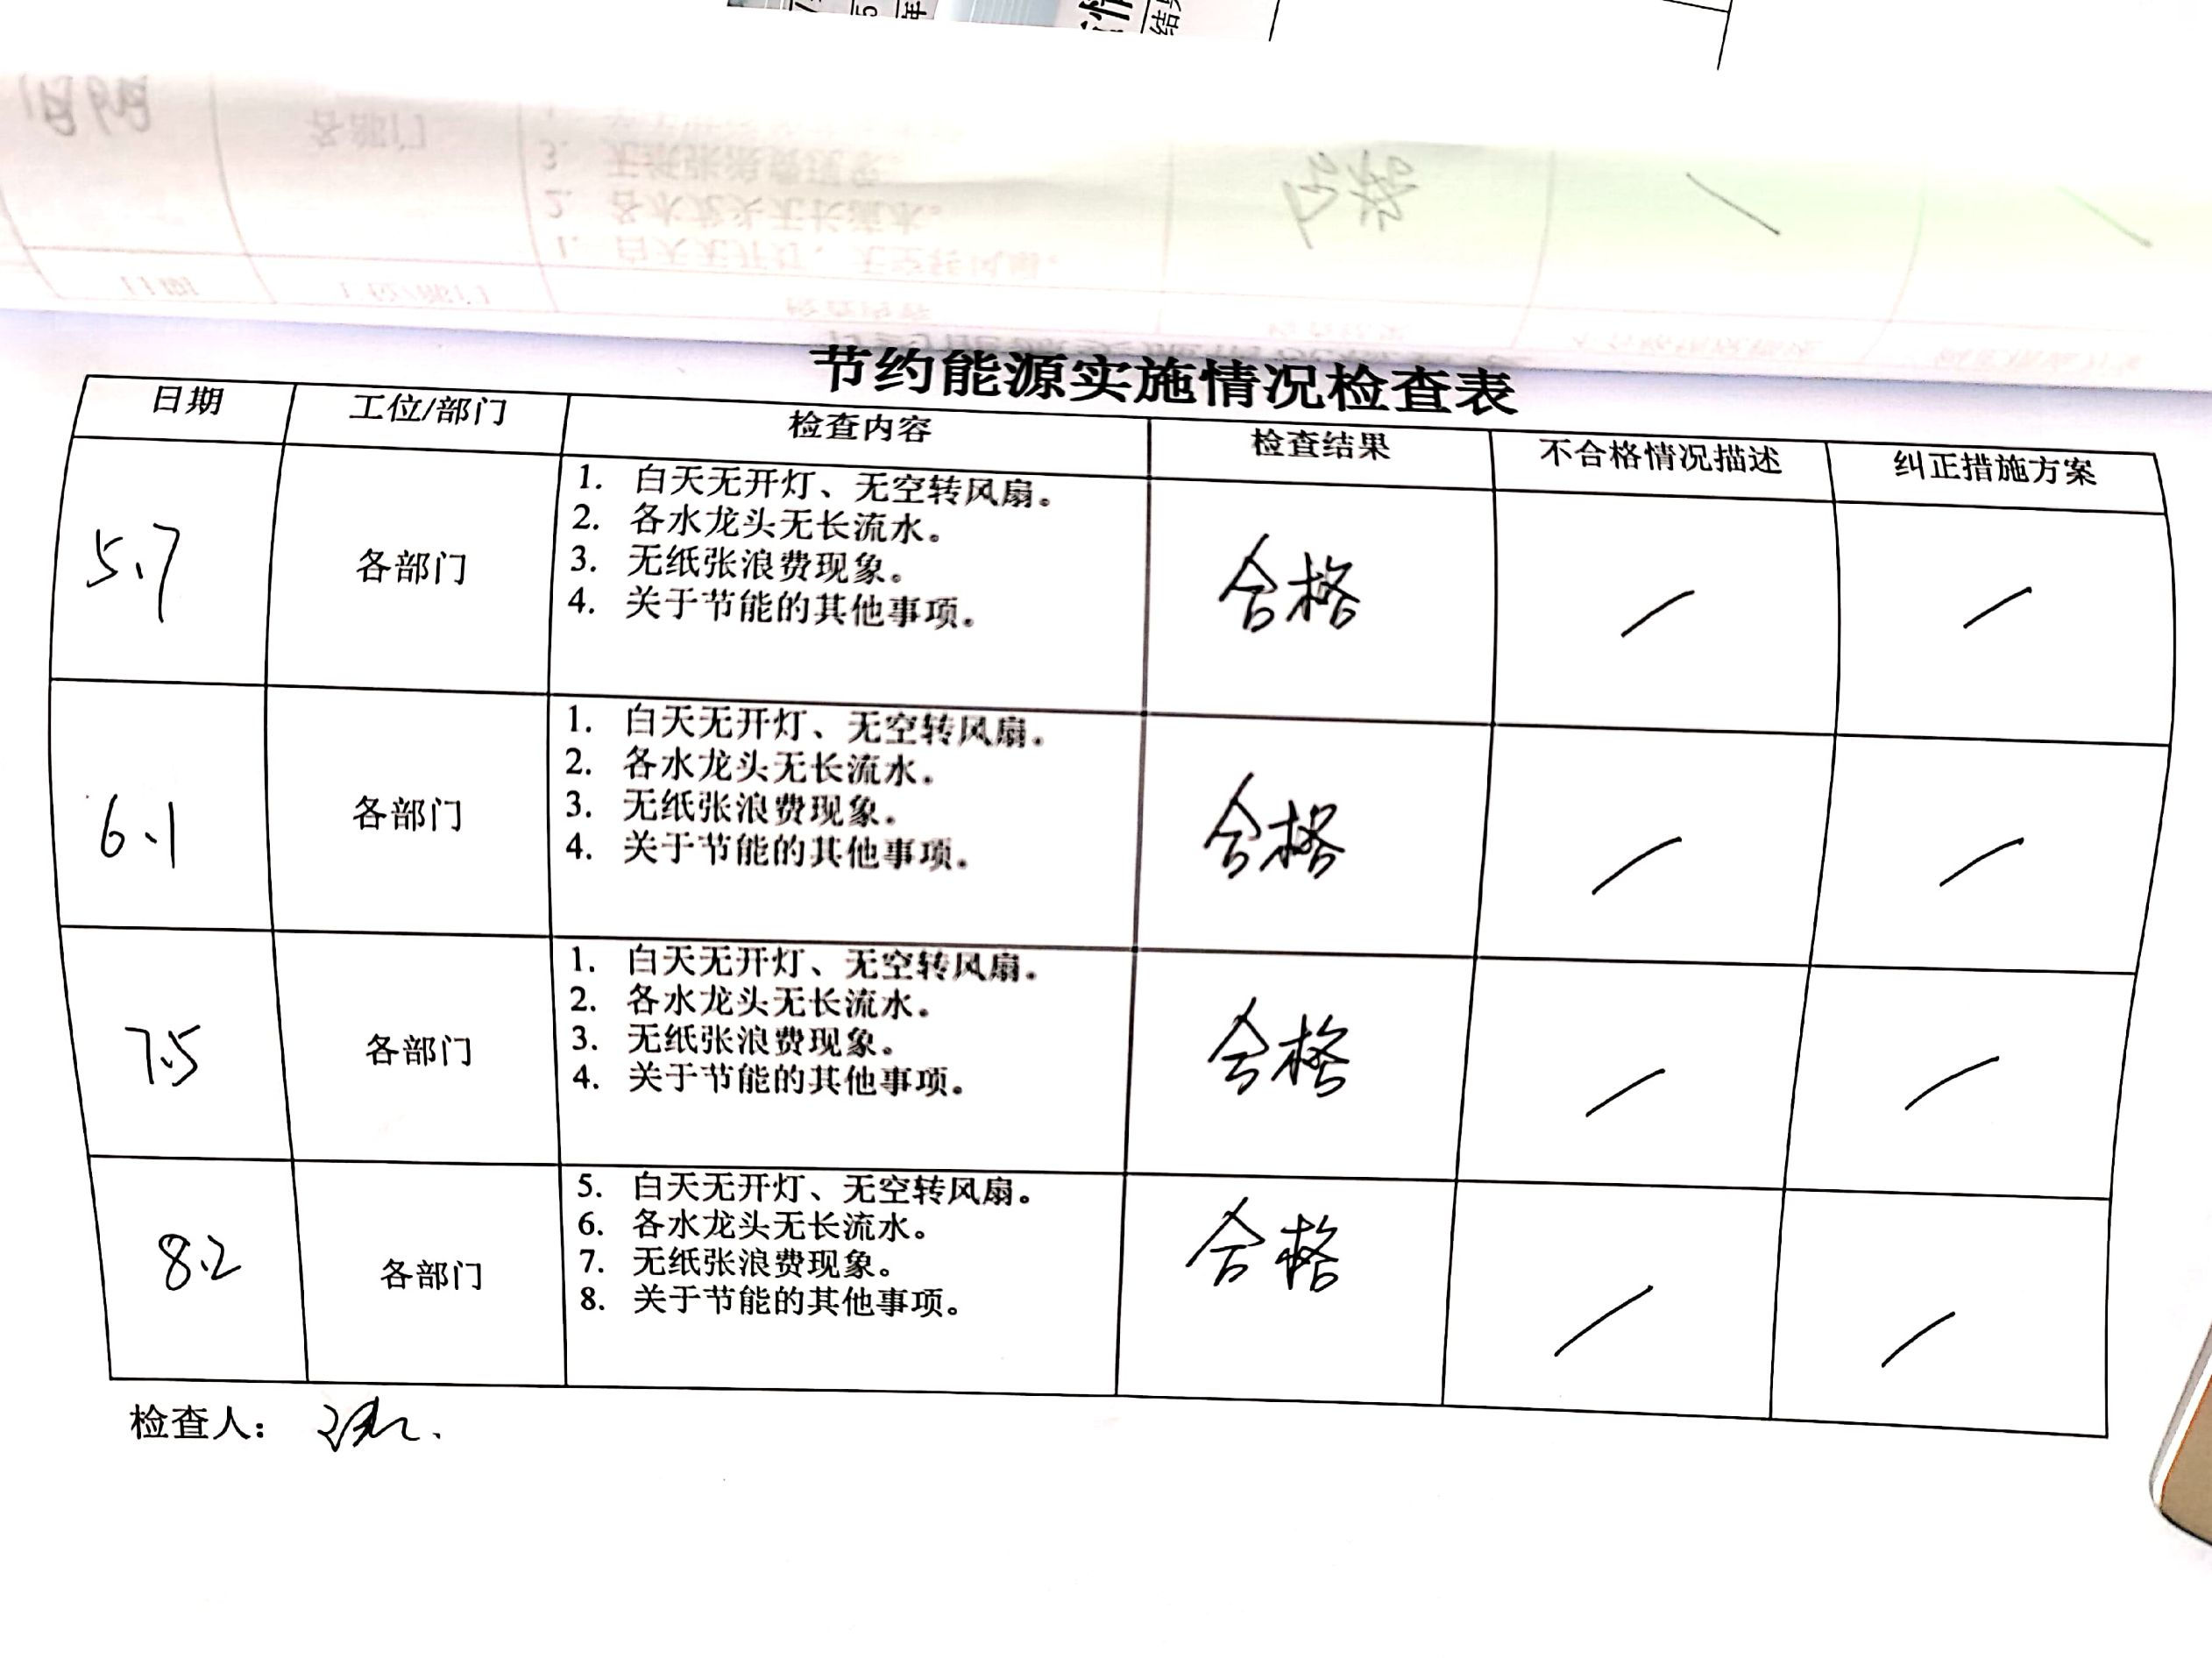 节约能源实施情况检查表
日期 工位/部门 检查内容 检查结果 不合格情况描述 纠正措施方案
5.7 各部门 合格 / /
1. 白天无开灯、无空转风扇。
2. 各水龙头无长流水。
3. 无纸张浪费现象。
4. 关于节能的其他事项。
6.1 各部门 合格 / /
1. 白天无开灯、无空转风扇。
2. 各水龙头无长流水。
3. 无纸张浪费现象。
4. 关于节能的其他事项。
7.5 各部门 合格 / /
1. 白天无开灯、无空转风扇。
2. 各水龙头无长流水。
3. 无纸张浪费现象。
4. 关于节能的其他事项。
8.2 各部门 合格 / /
5. 白天无开灯、无空转风扇。
6. 各水龙头无长流水。
7. 无纸张浪费现象。
8. 关于节能的其他事项。
检查人：